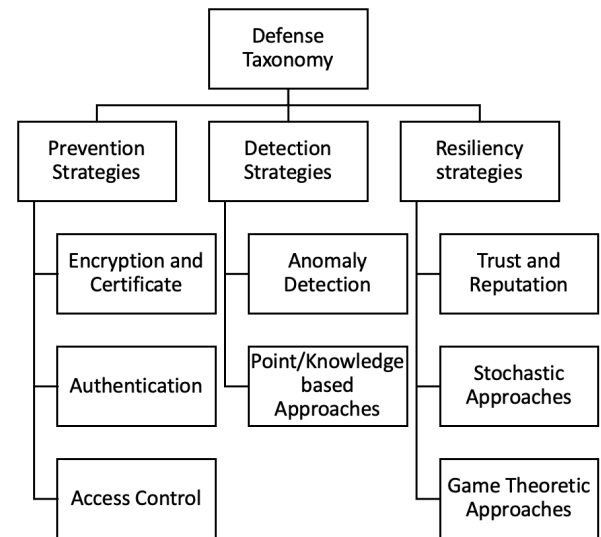 Defense
Taxonomy
Prevention
Strategies
Detection
Strategies
Resiliency
strategies
Encryption and
Certificate
Anomaly
Detection
Trust and
Reputation
Authentication
Point/Knowledge
based
Approaches
Stochastic
Approaches
Access Control
Game Theoretic
Approaches